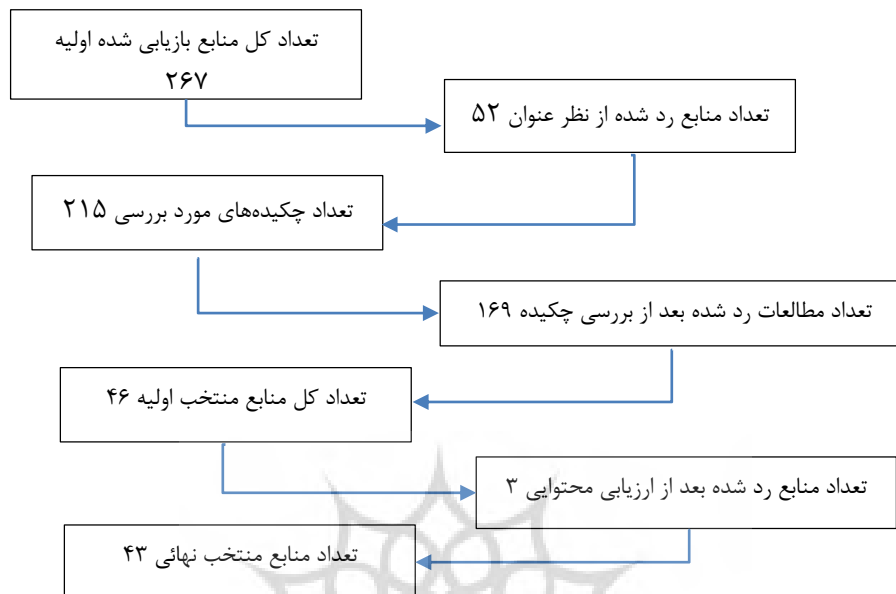 تعداد کل منابع بازیابی شده اولیه
۲۶۷
تعداد منابع رد شده از نظر عنوان ۵۲
تعداد چکیده‌های مورد بررسی ۲۱۵
تعداد مطالعات رد شده بعد از بررسی چکیده ۱۶۹
تعداد کل منابع منتخب اولیه ۴۶
تعداد منابع رد شده بعد از ارزیابی محتوایی ۳
تعداد منابع منتخب نهائی ۴۳